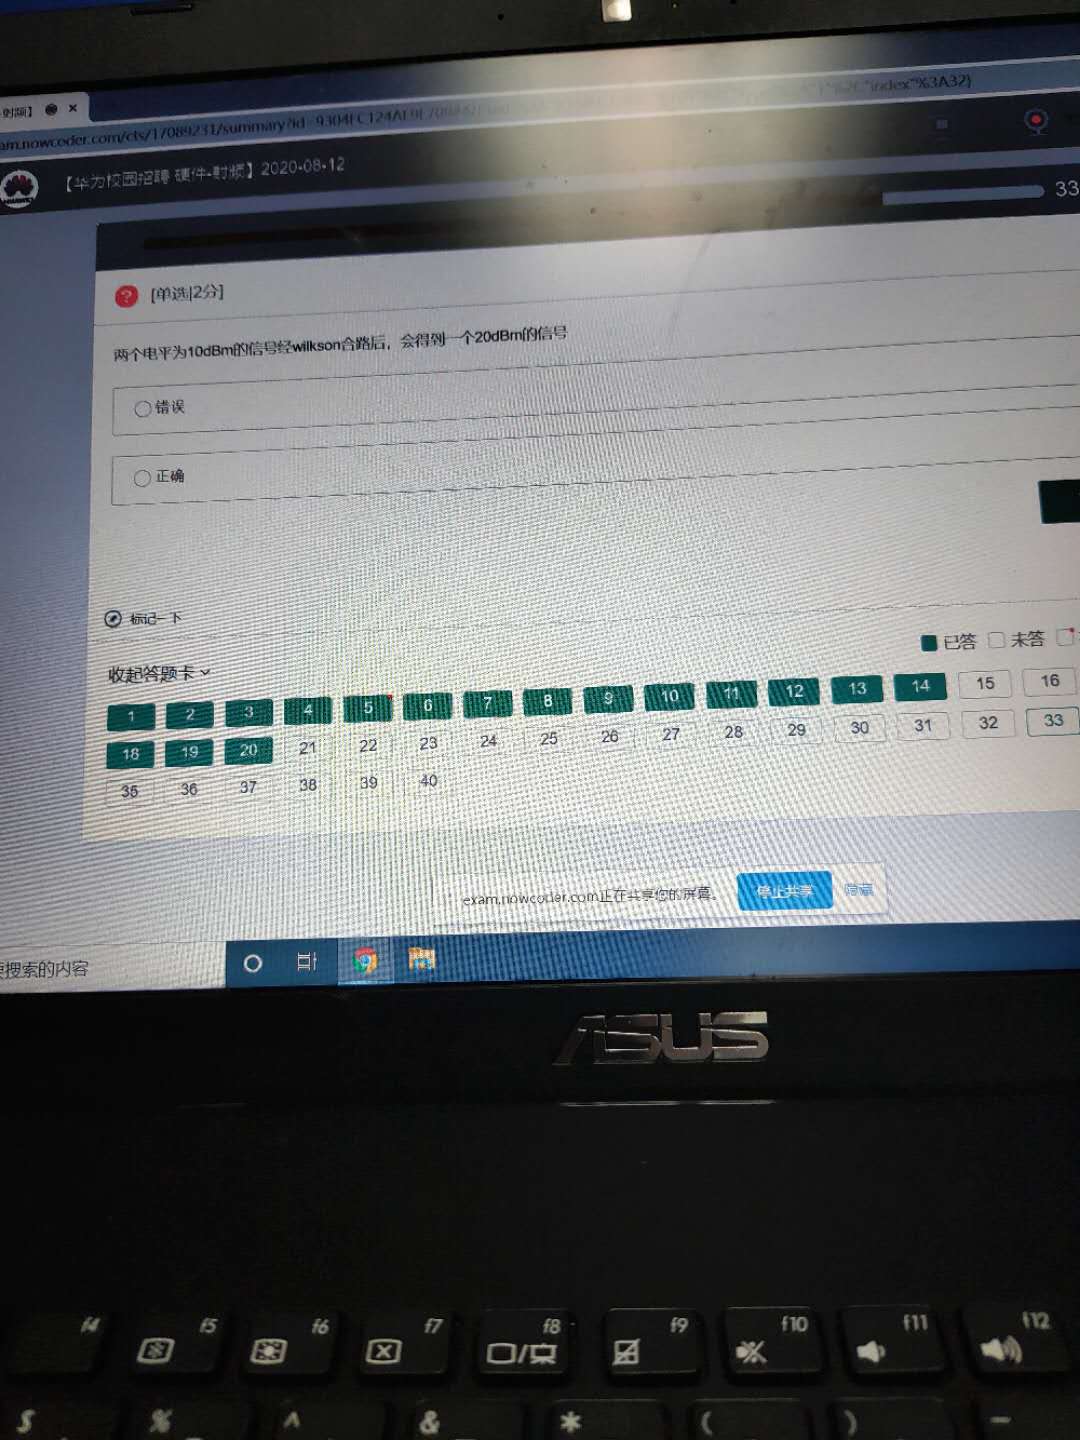 射频】 ×
am.nowcoder.com/cts/17089231/summary?id=9304FC124AE9E70
"index"%3A32}
【华为校园招聘 硬件-射频】2020-08-12
33
? [单选|2分]
两个电平为10dBm的信号经wilkson合路后，会得到一个20dBm的信号
错误
正确
标记一下
已答 未答
收起答题卡
1 2 3 4 5 6 7 8 9 10 11 12 13 14 15 16
18 19 20 21 22 23 24 25 26 27 28 29 30 31 32 33
35 36 37 38 39 40
exam.nowcoder.com正在共享您的屏幕。 停止共享 隐藏
搜索的内容
ASUS
f4 f5 f6 f7 f8 f9 f10 f11 f12
$ % ^ & * ( ) -